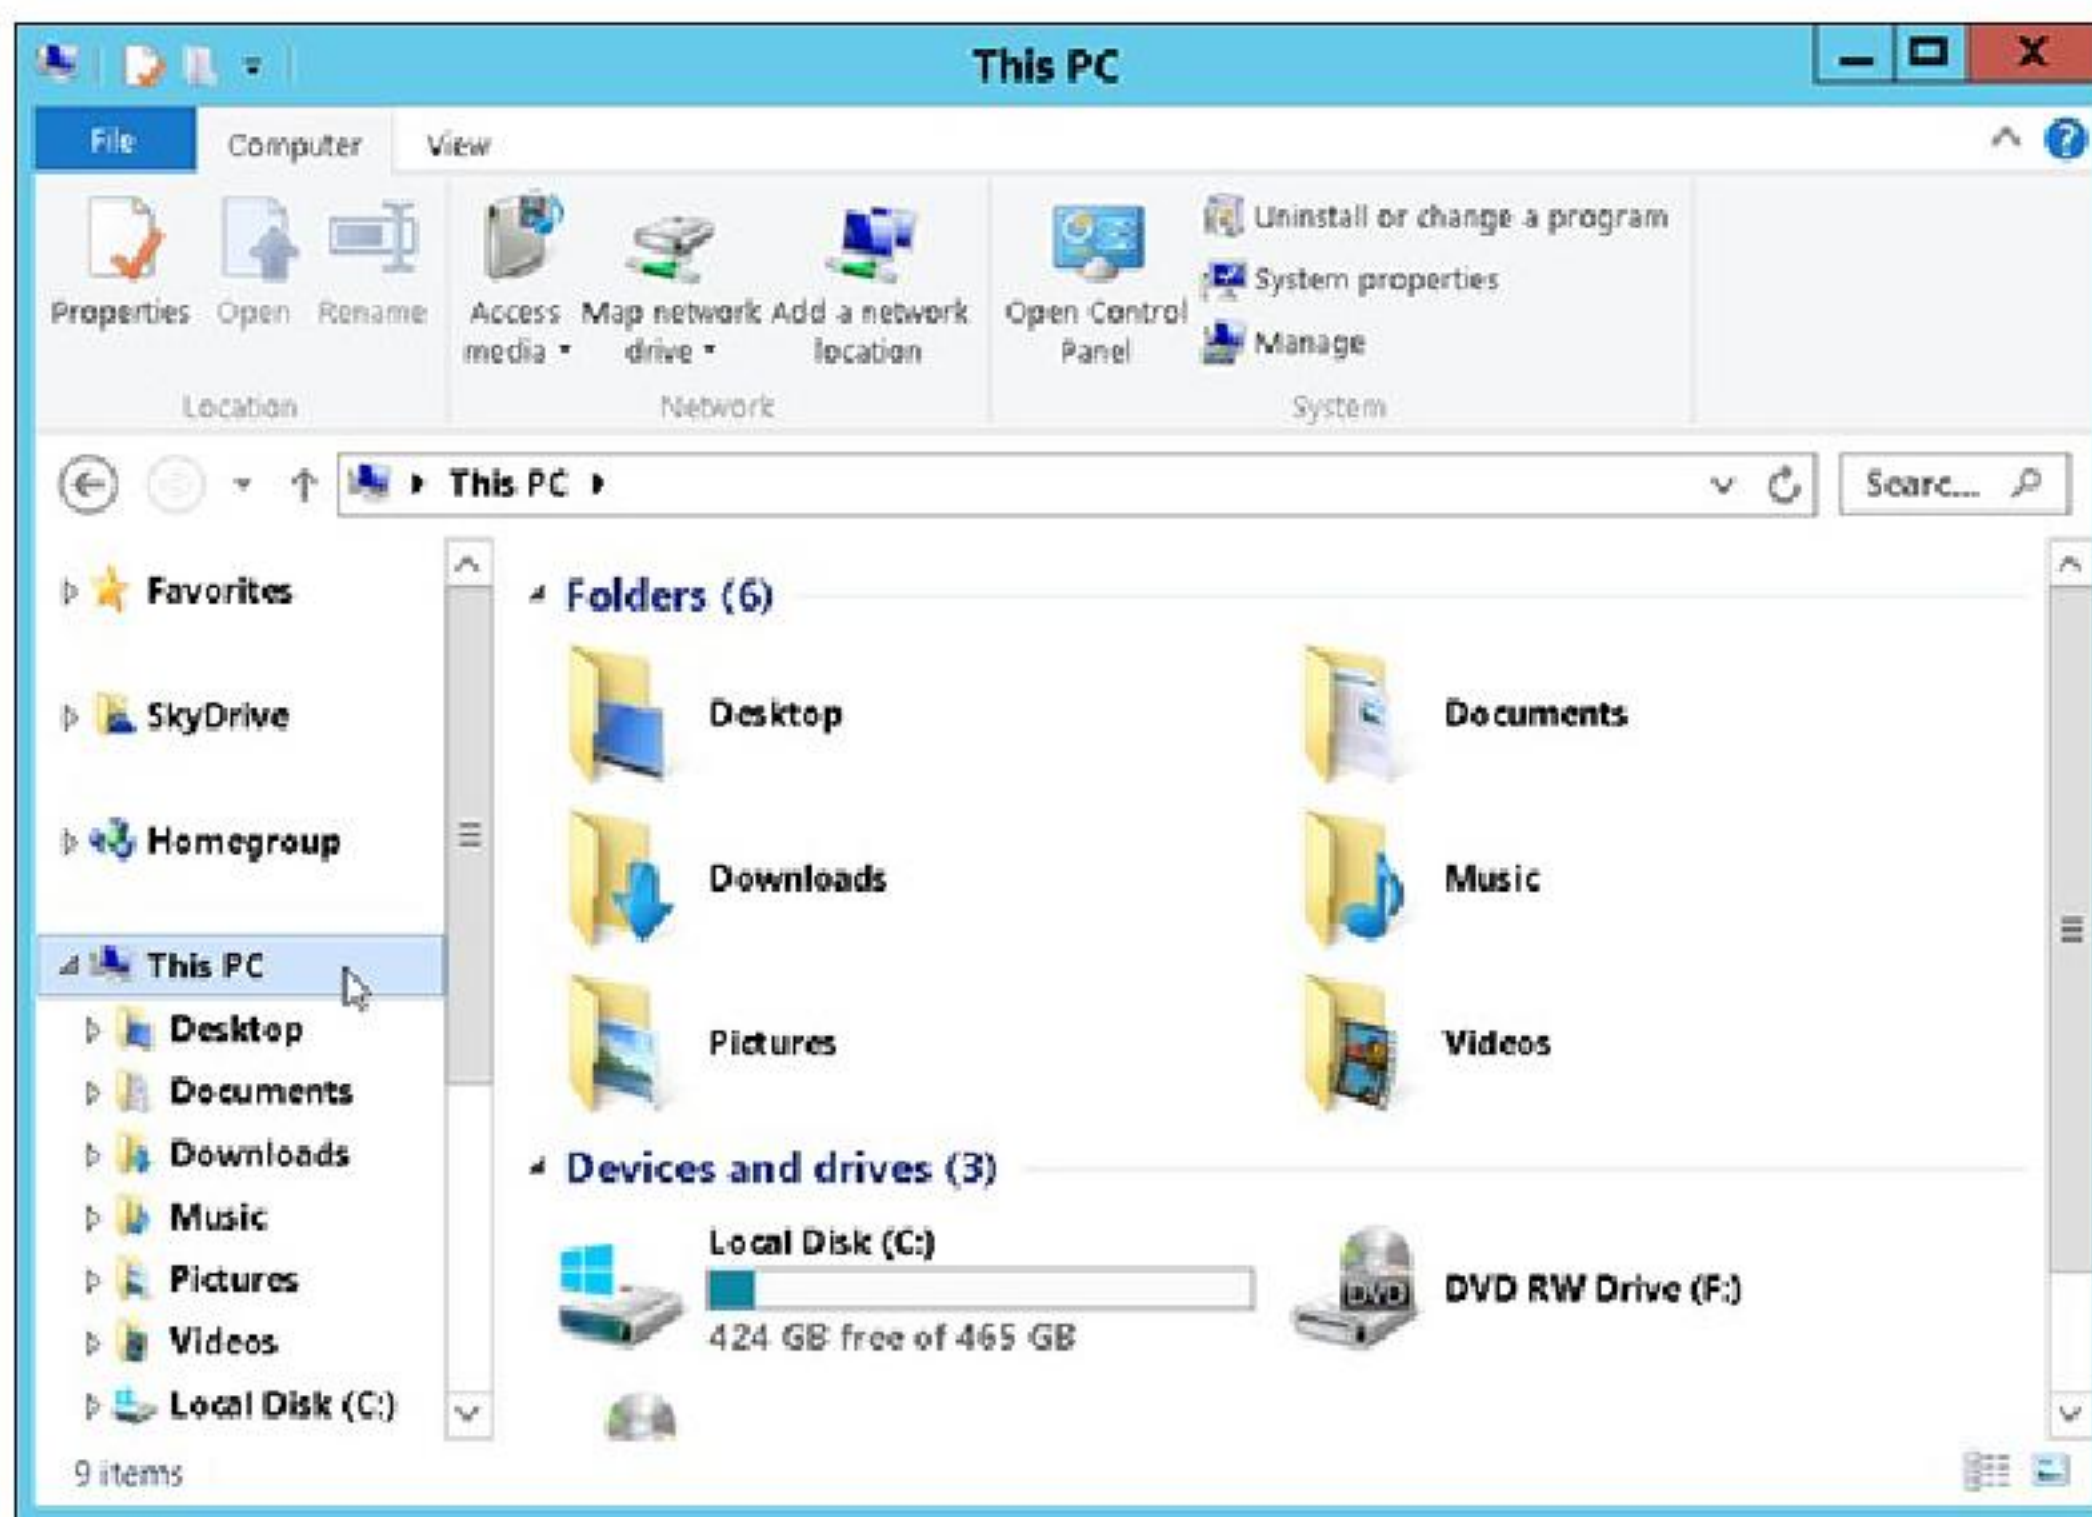 This PC
File Computer View
Uninstall or change a program
System properties
Manage
Properties Open Rename
Access media
Map network drive
Add a network location
Open Control Panel
Location Network System
This PC
Searc...
Favorites
SkyDrive
Homegroup
This PC
Desktop
Documents
Downloads
Music
Pictures
Videos
Local Disk (C:)
Folders (6)
Desktop
Documents
Downloads
Music
Pictures
Videos
Devices and drives (3)
Local Disk (C:)
424 GB free of 465 GB
DVD RW Drive (F:)
DVD
9 items